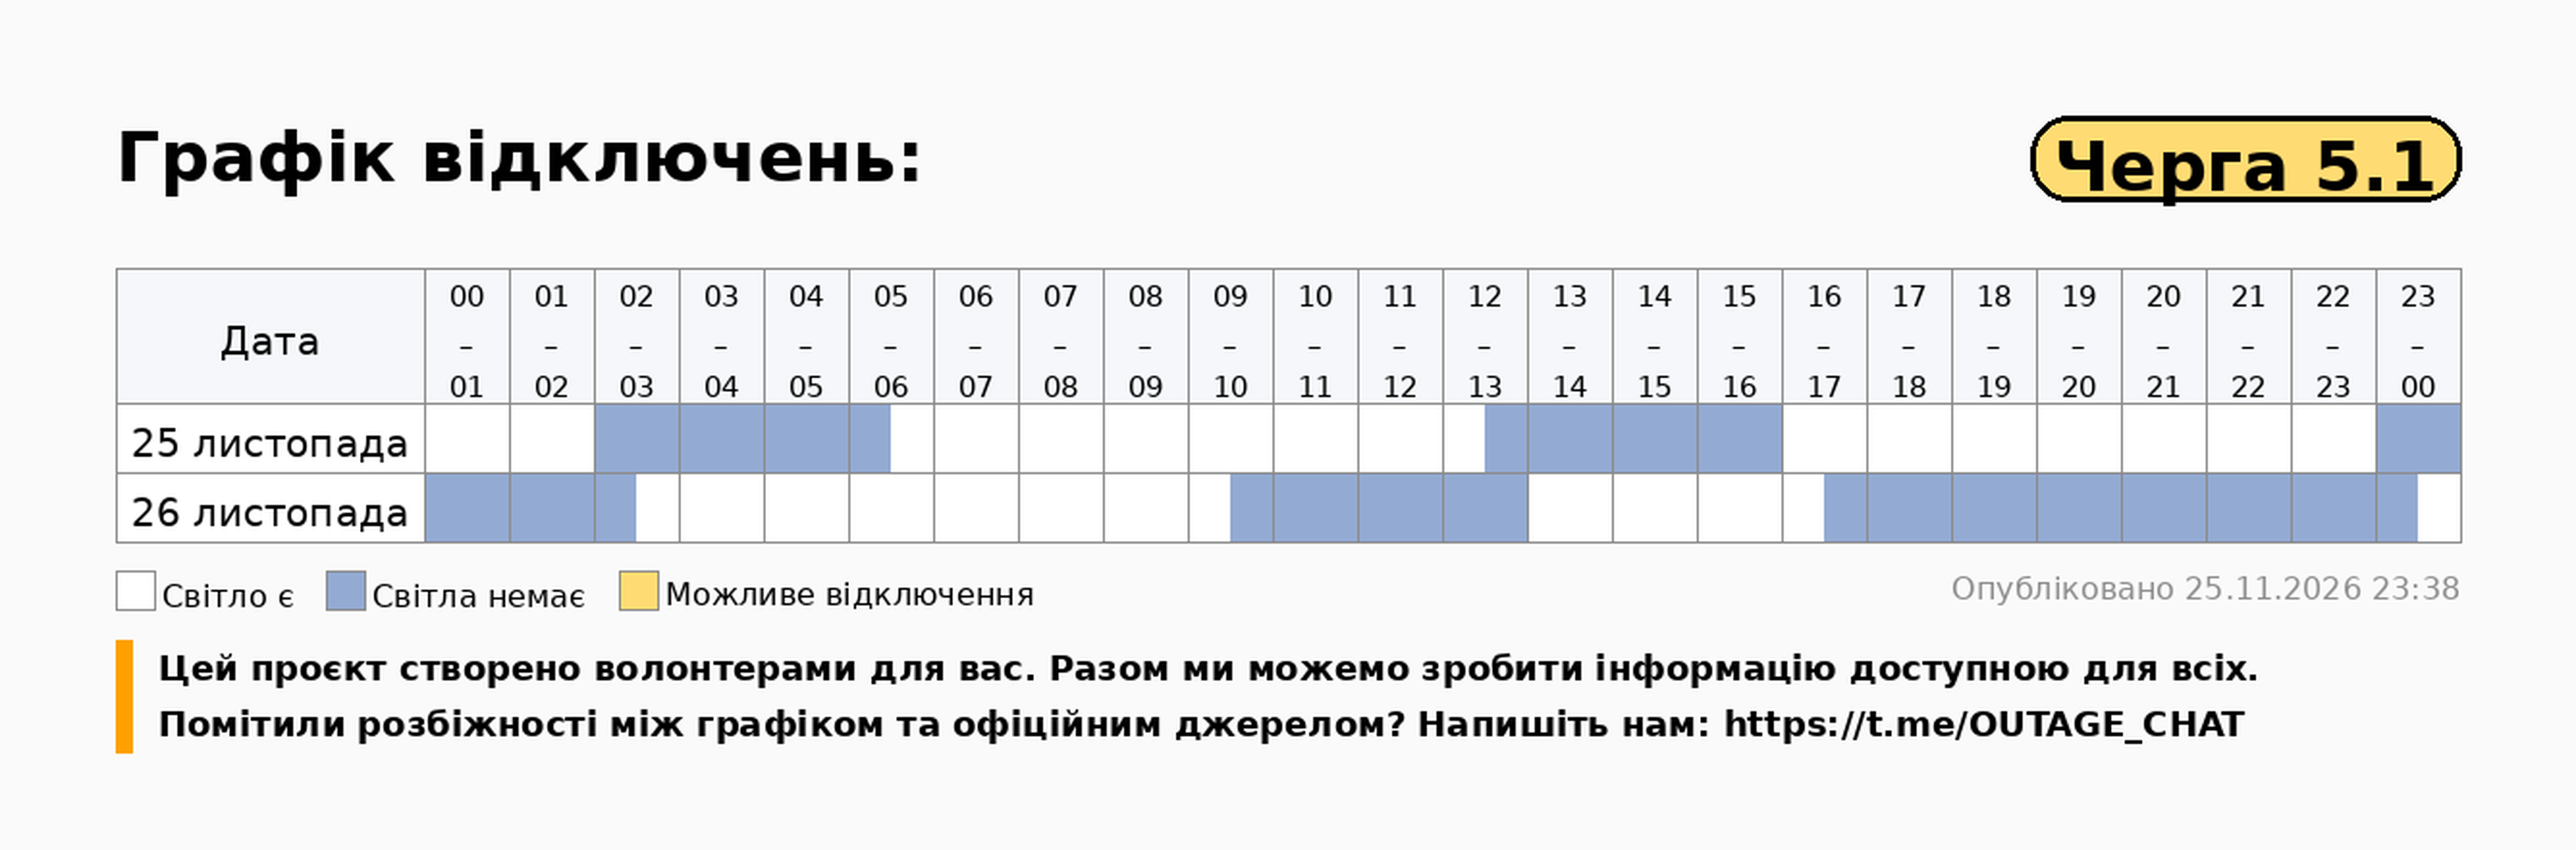 Графік відключень:
Черга 5.1
Дата
00 – 01
01 – 02
02 – 03
03 – 04
04 – 05
05 – 06
06 – 07
07 – 08
08 – 09
09 – 10
10 – 11
11 – 12
12 – 13
13 – 14
14 – 15
15 – 16
16 – 17
17 – 18
18 – 19
19 – 20
20 – 21
21 – 22
22 – 23
23 – 00
25 листопада
26 листопада
Світло є
Світла немає
Можливе відключення
Опубліковано 25.11.2026 23:38
Цей проєкт створено волонтерами для вас. Разом ми можемо зробити інформацію доступною для всіх.
Помітили розбіжності між графіком та офіційним джерелом? Напишіть нам: https://t.me/OUTAGE_CHAT